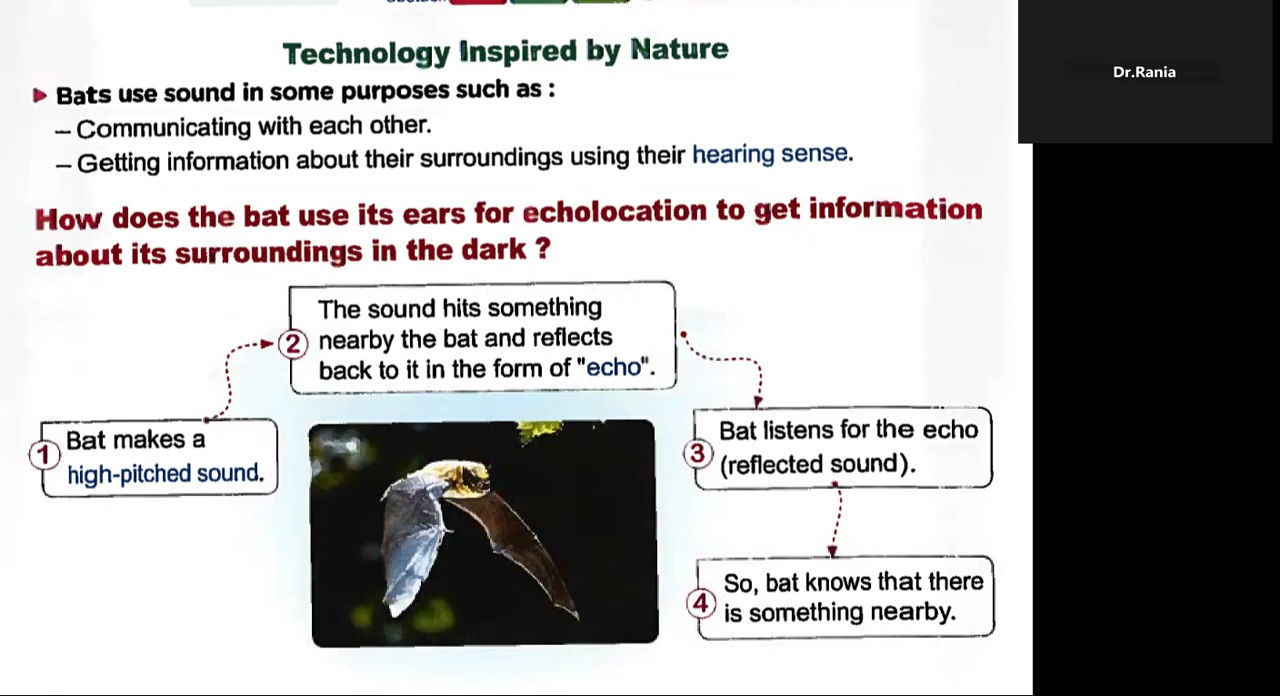 Technology Inspired by Nature
Bats use sound in some purposes such as :
– Communicating with each other.
– Getting information about their surroundings using their hearing sense.
How does the bat use its ears for echolocation to get information
about its surroundings in the dark ?
1
Bat makes a
high-pitched sound.
2
The sound hits something
nearby the bat and reflects
back to it in the form of "echo".
3
Bat listens for the echo
(reflected sound).
4
So, bat knows that there
is something nearby.
Dr.Rania